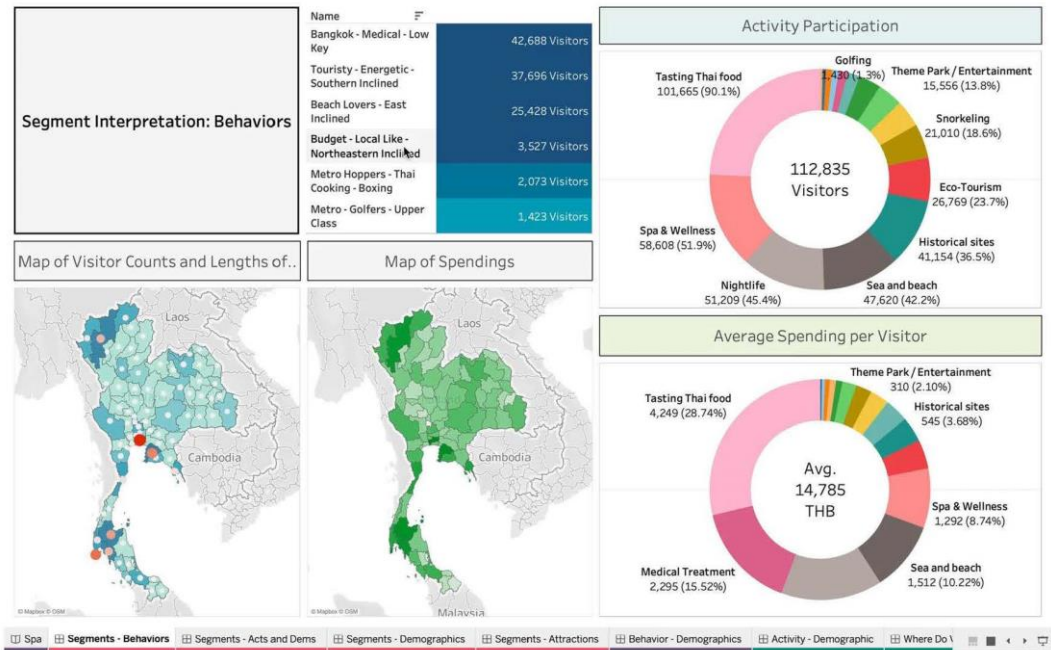 Segment Interpretation: Behaviors
Name
Bangkok - Medical - Low
Key
42,688 Visitors
Touristy - Energetic -
Southern Inclined
37,696 Visitors
Beach Lovers - East
Inclined
25,428 Visitors
Budget - Local Like -
Northeastern Inclined
3,527 Visitors
Metro Hoppers - Thai
Cooking - Boxing
2,073 Visitors
Metro - Golfers - Upper
Class
1,423 Visitors
Activity Participation
Golfing
1,430 (1.3%)
Theme Park / Entertainment
15,556 (13.8%)
Tasting Thai food
101,665 (90.1%)
Snorkeling
21,010 (18.6%)
112,835
Visitors
Eco-Tourism
26,769 (23.7%)
Spa & Wellness
58,608 (51.9%)
Historical sites
41,154 (36.5%)
Nightlife
51,209 (45.4%)
Sea and beach
47,620 (42.2%)
Map of Visitor Counts and Lengths of..
Laos
Cambodia
© Mapbox © OSM
Map of Spendings
Laos
Cambodia
Malaysia
© Mapbox © OSM
Average Spending per Visitor
Theme Park / Entertainment
310 (2.10%)
Tasting Thai food
4,249 (28.74%)
Historical sites
545 (3.68%)
Avg.
14,785
THB
Spa & Wellness
1,292 (8.74%)
Medical Treatment
2,295 (15.52%)
Sea and beach
1,512 (10.22%)
Spa
Segments - Behaviors
Segments - Acts and Dems
Segments - Demographics
Segments - Attractions
Behavior - Demographics
Activity - Demographic
Where Do